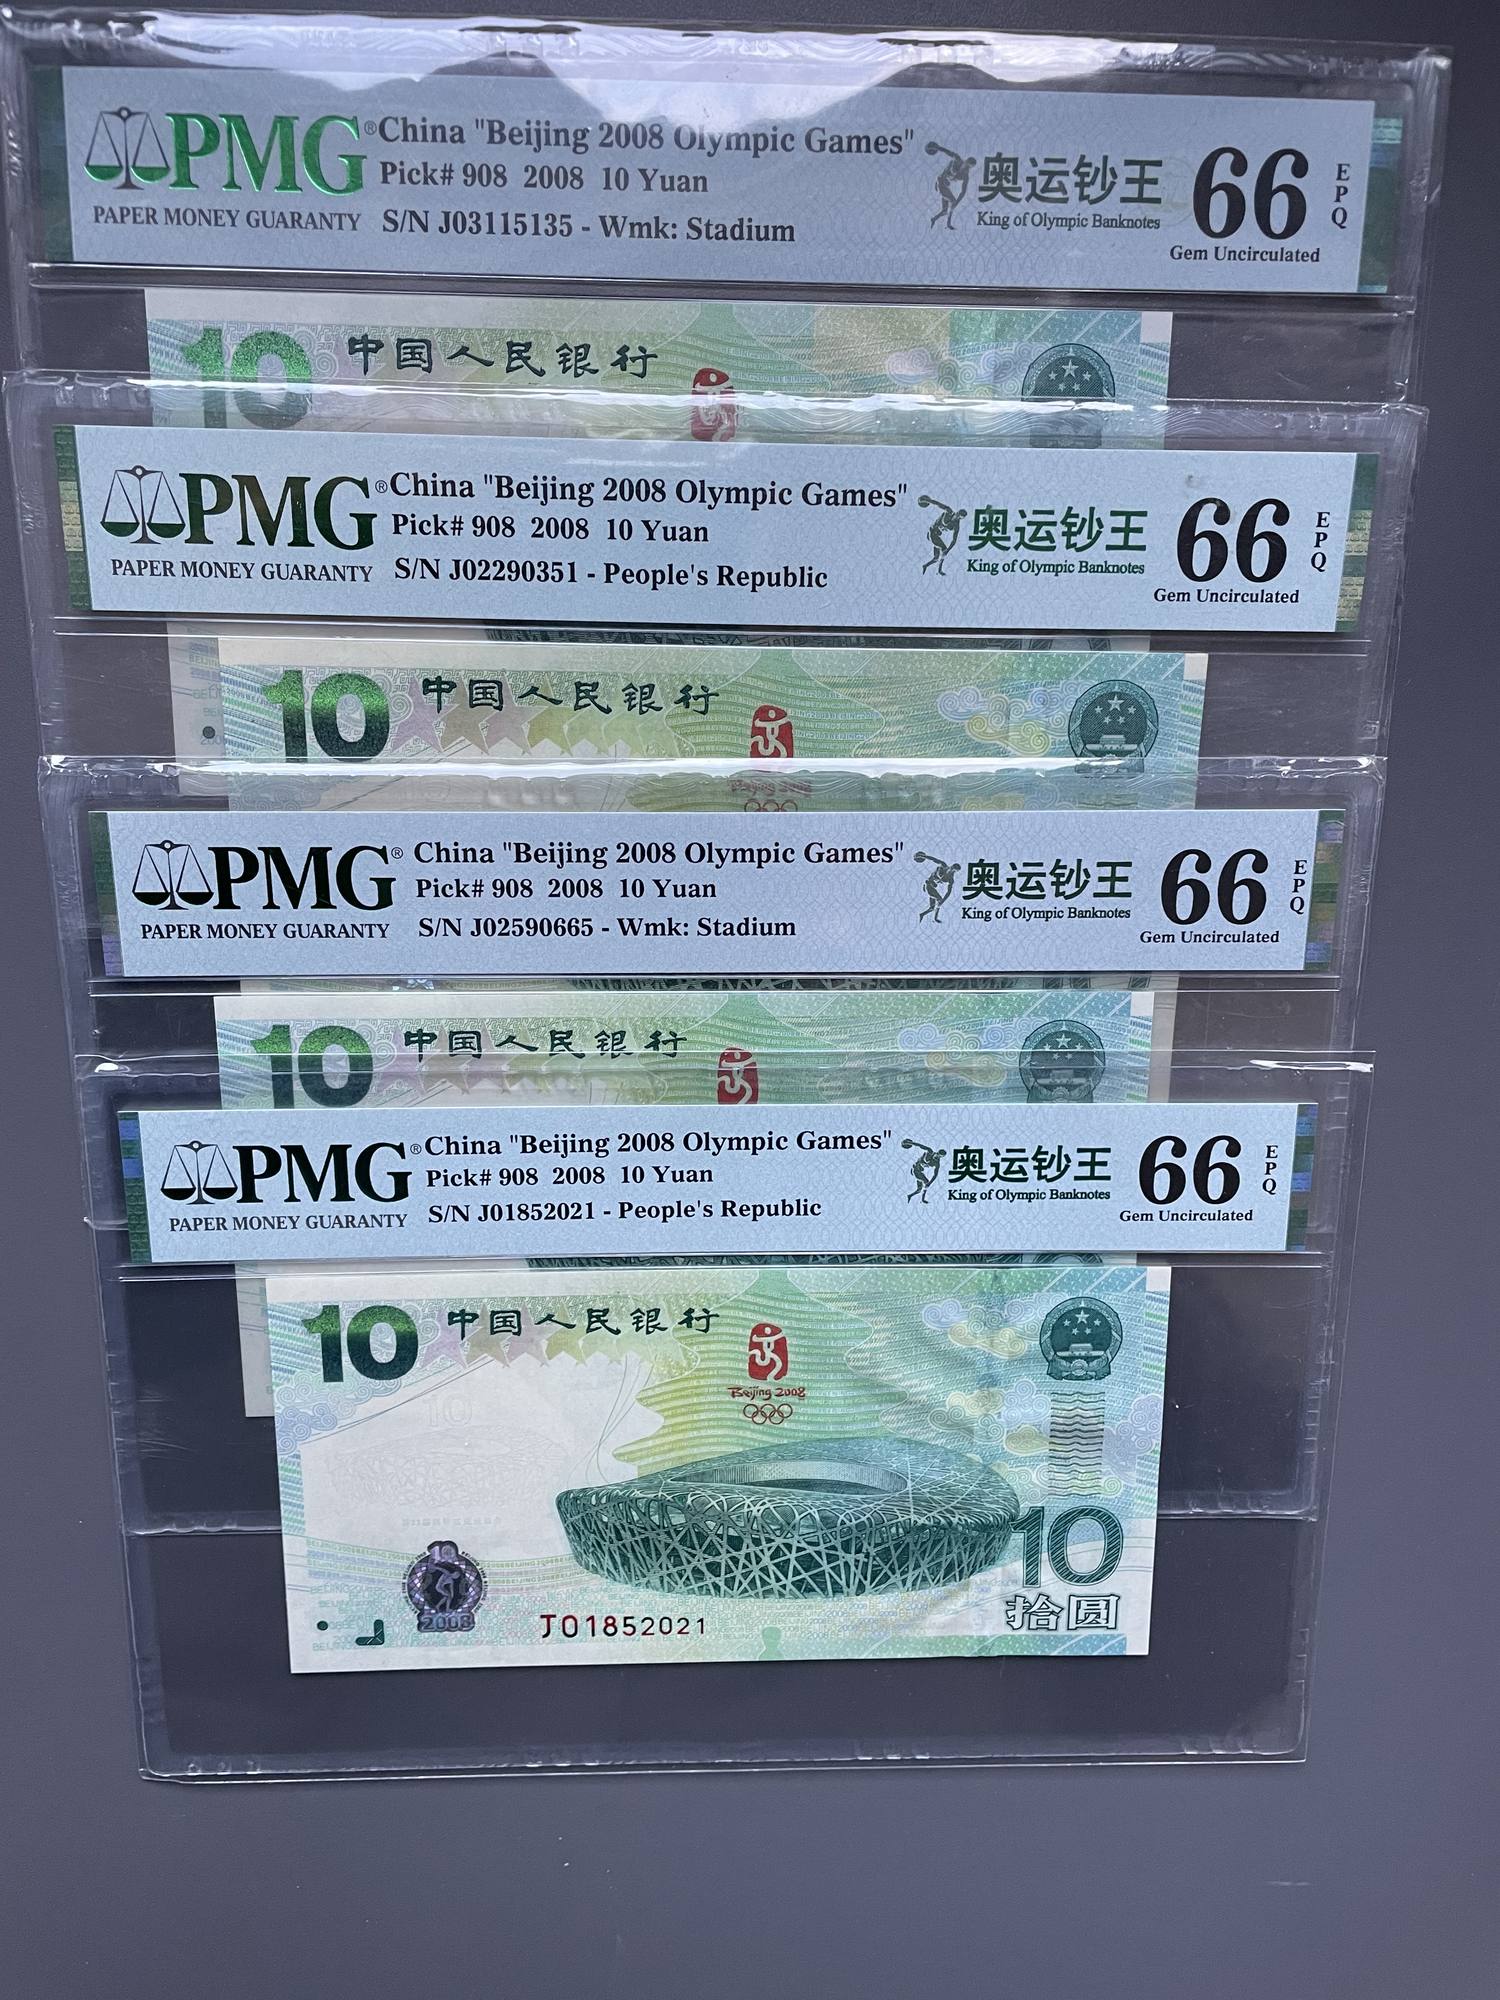 PMG® China "Beijing 2008 Olympic Games" 奥运钞王 66 EPQ
Pick# 908 2008 10 Yuan King of Olympic Banknotes
PAPER MONEY GUARANTY S/N J03115135 - Wmk: Stadium Gem Uncirculated
10 中国人民银行
PMG® China "Beijing 2008 Olympic Games" 奥运钞王 66 EPQ
Pick# 908 2008 10 Yuan King of Olympic Banknotes
PAPER MONEY GUARANTY S/N J02290351 - People's Republic Gem Uncirculated
10 中国人民银行
Beijing 2008
PMG® China "Beijing 2008 Olympic Games" 奥运钞王 66 EPQ
Pick# 908 2008 10 Yuan King of Olympic Banknotes
PAPER MONEY GUARANTY S/N J02590665 - Wmk: Stadium Gem Uncirculated
10 中国人民银行
PMG® China "Beijing 2008 Olympic Games" 奥运钞王 66 EPQ
Pick# 908 2008 10 Yuan King of Olympic Banknotes
PAPER MONEY GUARANTY S/N J01852021 - People's Republic Gem Uncirculated
10 中国人民银行
Beijing 2008
10
10
10
拾圆
2008
J01852021